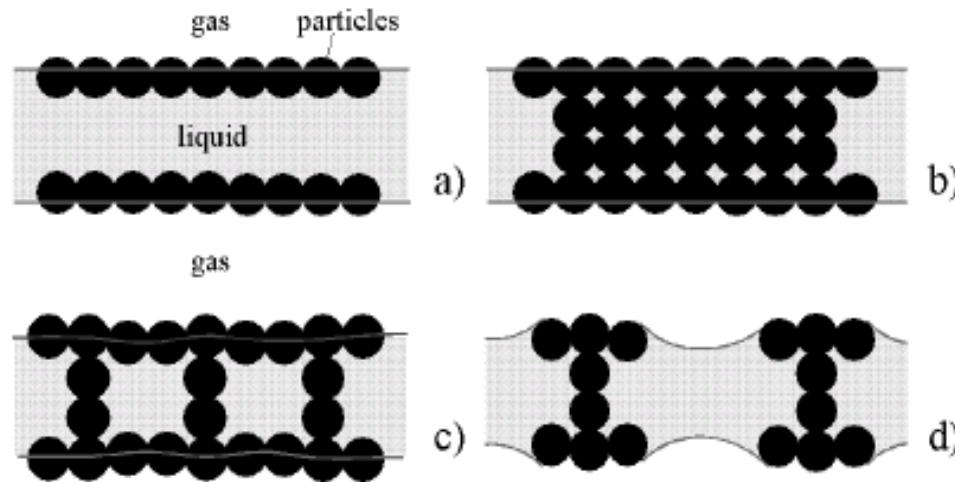 gas
particles
liquid
a)
b)
gas
c)
d)